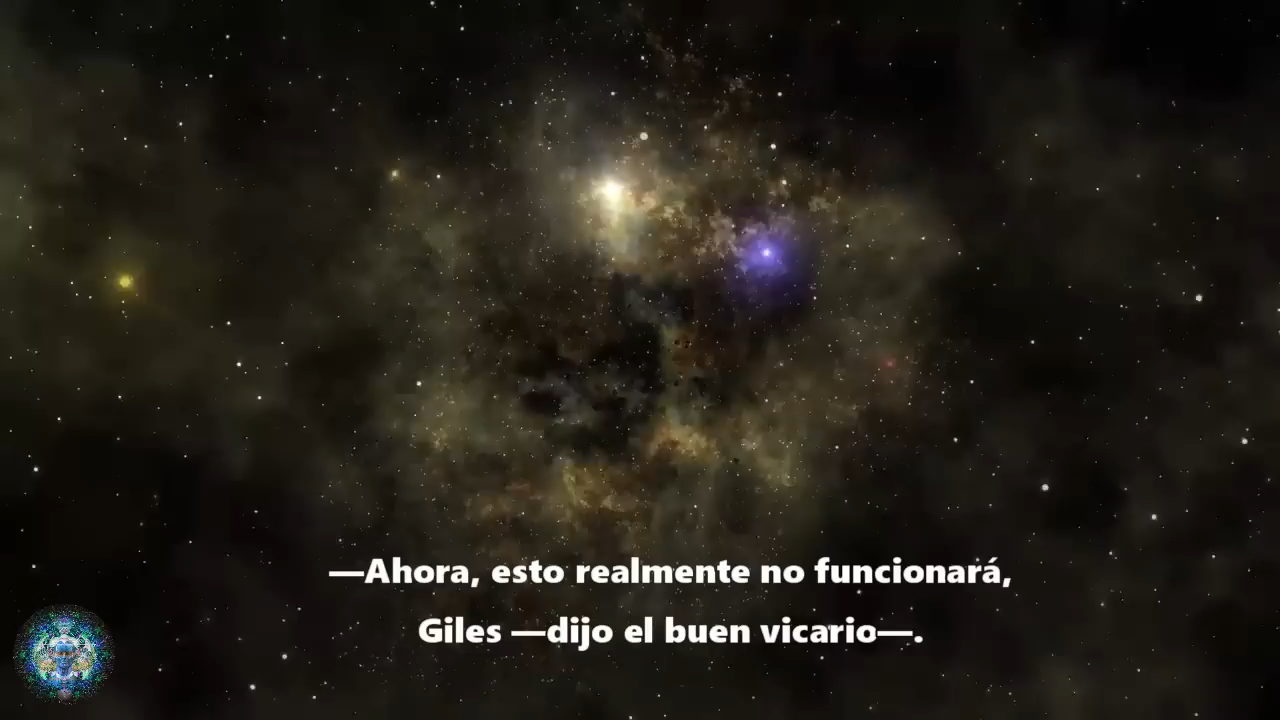 —Ahora, esto realmente no funcionará,
Giles —dijo el buen vicario—.